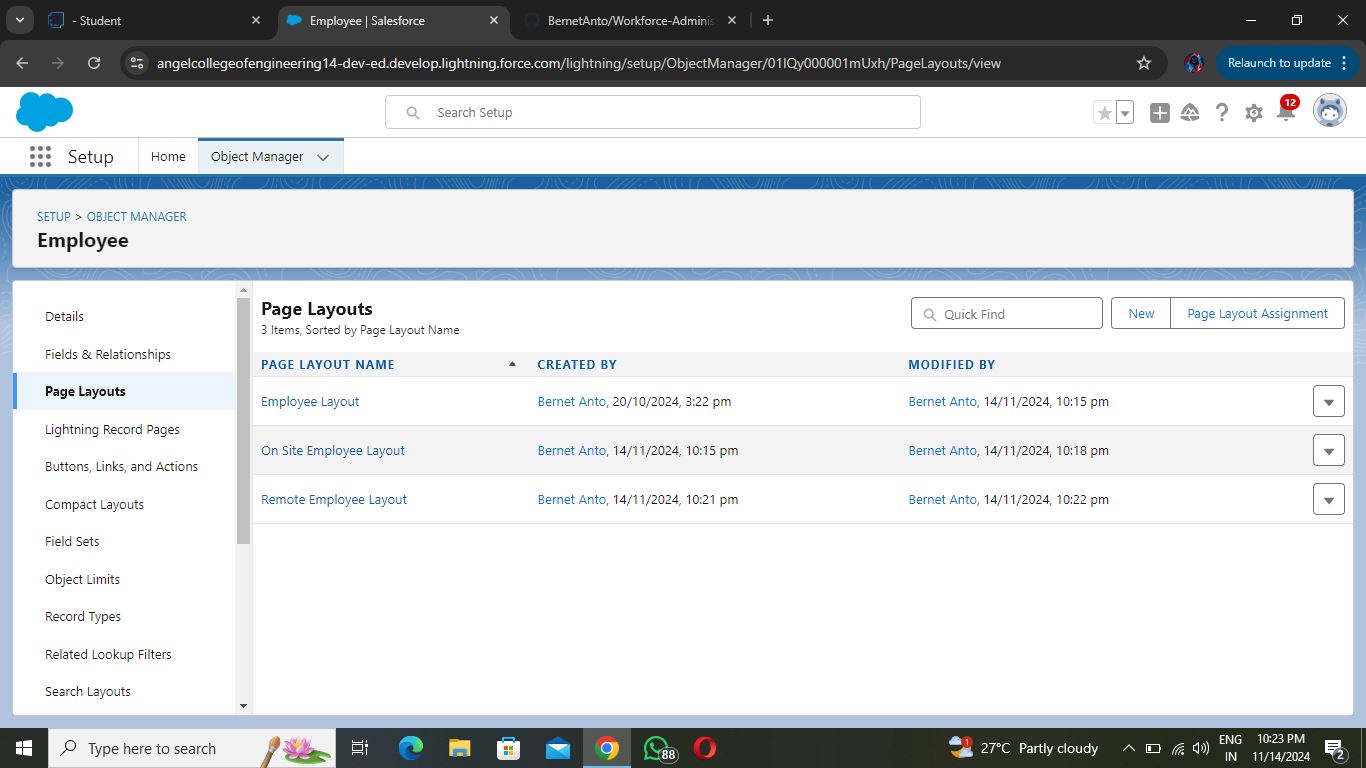 - Student
Employee | Salesforce
BernetAnto/Workforce-Adminis
angelcollegeofengineering14-dev-ed.develop.lightning.force.com/lightning/setup/ObjectManager/01IQy000001mUxh/PageLayouts/view
Relaunch to update
Search Setup
12
Setup
Home
Object Manager
SETUP > OBJECT MANAGER
Employee
Details
Fields & Relationships
Page Layouts
Lightning Record Pages
Buttons, Links, and Actions
Compact Layouts
Field Sets
Object Limits
Record Types
Related Lookup Filters
Search Layouts
Page Layouts
3 Items, Sorted by Page Layout Name
Quick Find
New
Page Layout Assignment
PAGE LAYOUT NAME CREATED BY MODIFIED BY
Employee Layout Bernet Anto, 20/10/2024, 3:22 pm Bernet Anto, 14/11/2024, 10:15 pm
On Site Employee Layout Bernet Anto, 14/11/2024, 10:15 pm Bernet Anto, 14/11/2024, 10:18 pm
Remote Employee Layout Bernet Anto, 14/11/2024, 10:21 pm Bernet Anto, 14/11/2024, 10:22 pm
Type here to search
88
1
27°C Partly cloudy
ENG
IN
10:23 PM
11/14/2024
2